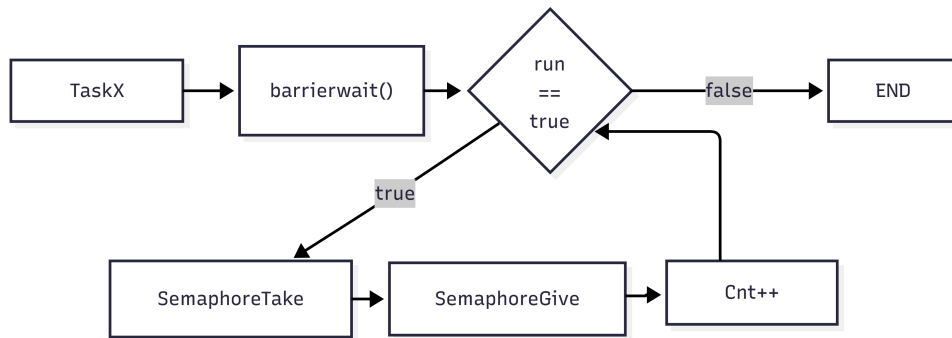 TaskX
barrierwait()
run
==
true
false
END
true
SemaphoreTake
SemaphoreGive
Cnt++